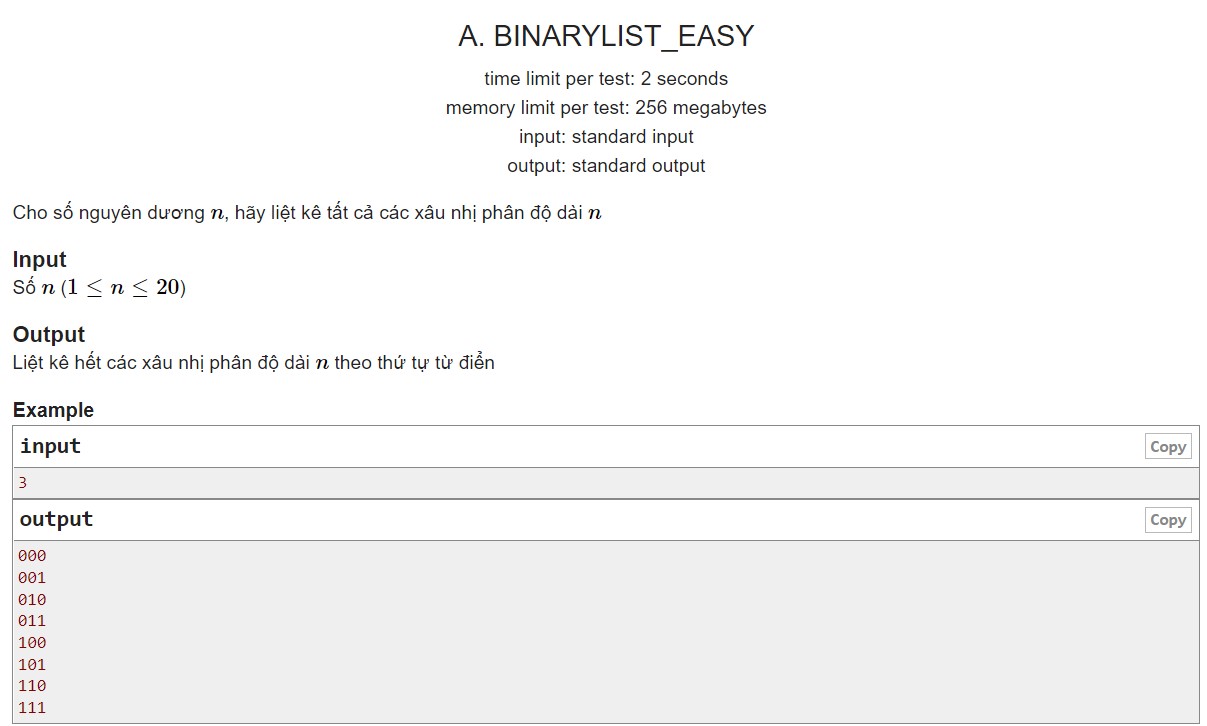 A. BINARYLIST_EASY
time limit per test: 2 seconds
memory limit per test: 256 megabytes
input: standard input
output: standard output
Cho số nguyên dương n, hãy liệt kê tất cả các xâu nhị phân độ dài n
Input
Số n (1 ≤ n ≤ 20)
Output
Liệt kê hết các xâu nhị phân độ dài n theo thứ tự từ điển
Example
input Copy
3
output Copy
000
001
010
011
100
101
110
111